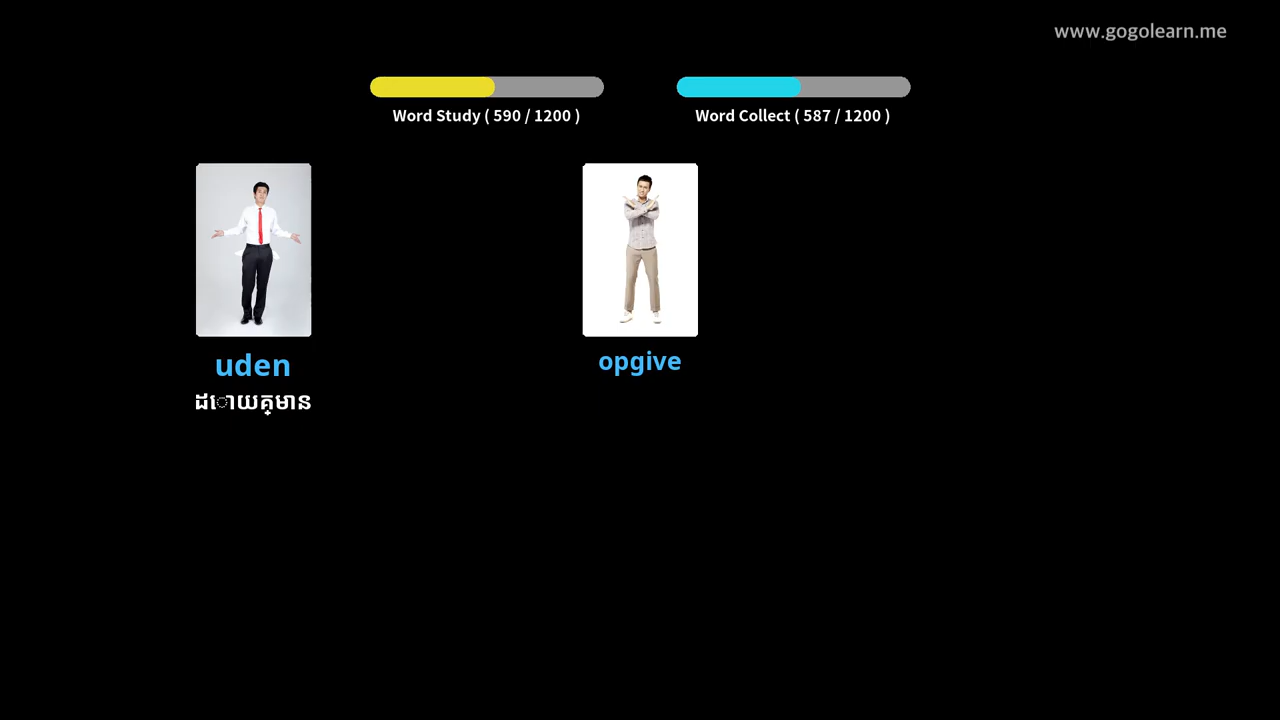 www.gogolearn.me
Word Study ( 590 / 1200 )
Word Collect ( 587 / 1200 )
uden
opgive
ដោយគ្មាន